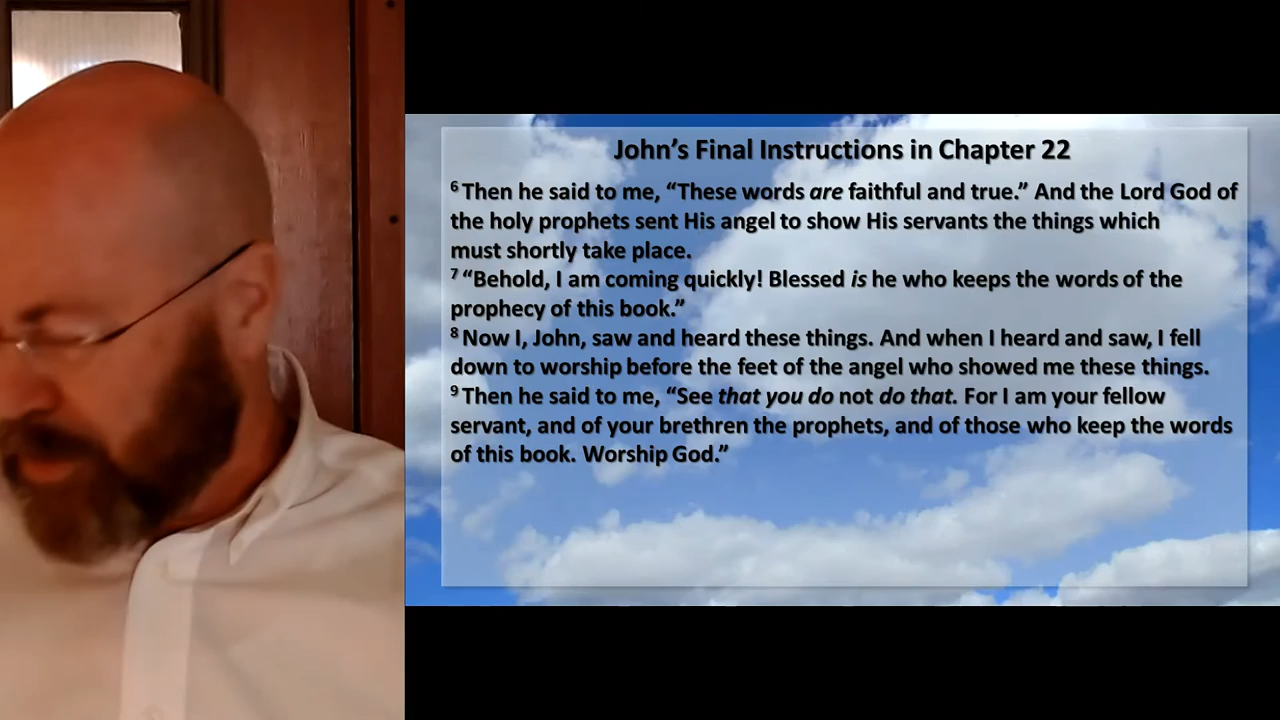 John’s Final Instructions in Chapter 22
⁶ Then he said to me, “These words are faithful and true.” And the Lord God of
the holy prophets sent His angel to show His servants the things which
must shortly take place.
⁷ “Behold, I am coming quickly! Blessed is he who keeps the words of the
prophecy of this book.”
⁸ Now I, John, saw and heard these things. And when I heard and saw, I fell
down to worship before the feet of the angel who showed me these things.
⁹ Then he said to me, “See that you do not do that. For I am your fellow
servant, and of your brethren the prophets, and of those who keep the words
of this book. Worship God.”